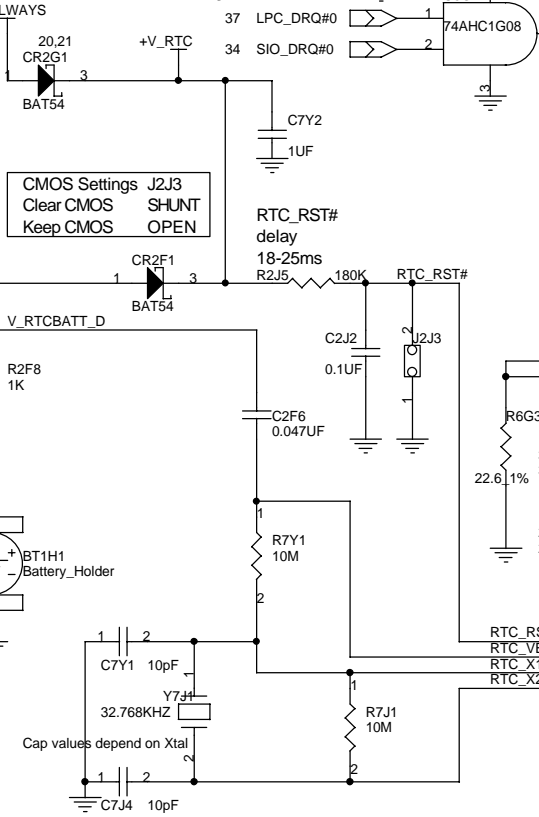 LWAYS
37 LPC_DRQ#0
1
74AHC1G08
34 SIO_DRQ#0
2
3
20,21
CR2G1
1
3
BAT54
+V_RTC
C7Y2
1UF
CMOS Settings J2J3
Clear CMOS SHUNT
Keep CMOS OPEN
RTC_RST#
delay
18-25ms
CR2F1
1
3
BAT54
R2J5
180K
RTC_RST#
V_RTCBATT_D
C2J2
0.1UF
2
J2J3
1
R2F8
1K
C2F6
0.047UF
R6G3
22.6_1%
1
R7Y1
10M
2
+
BT1H1
-
Battery_Holder
RTC_RS
RTC_VB
RTC_X1
RTC_X2
1
2
C7Y1 10pF
1
Y7J1
32.768KHZ
1
R7J1
10M
Cap values depend on Xtal
2
2
1
2
C7J4 10pF